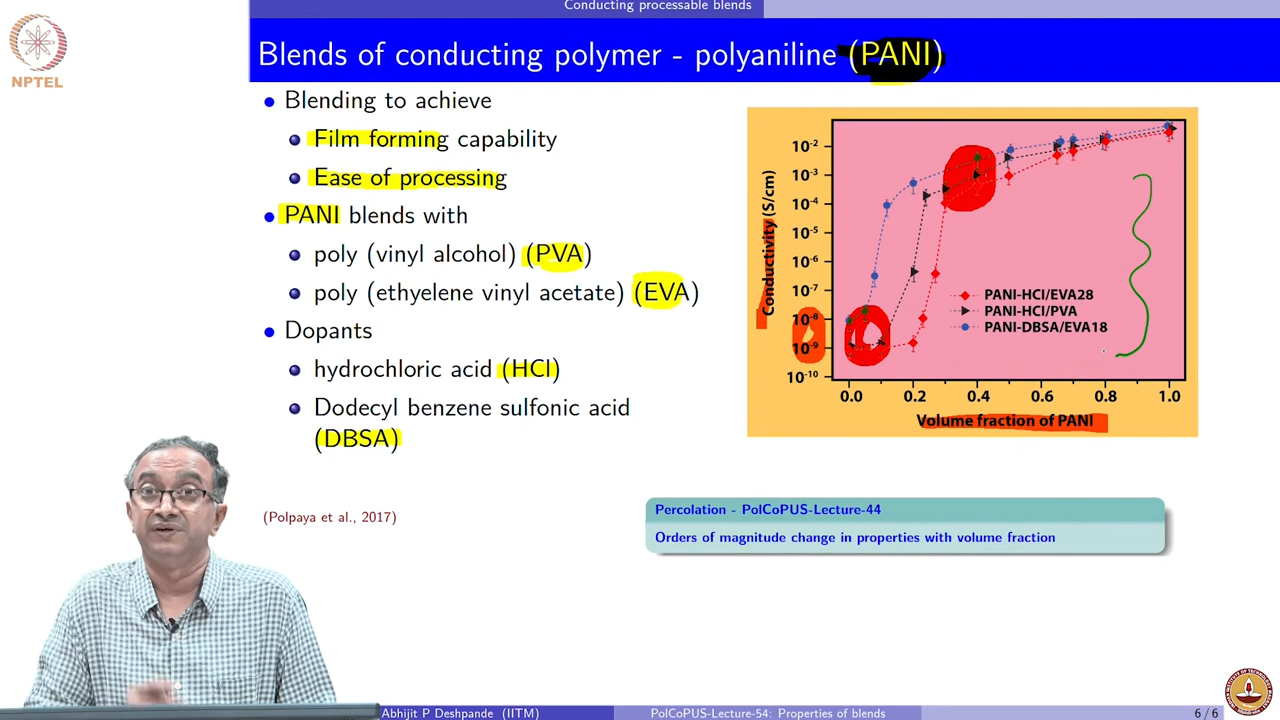 Conducting processable blends
NPTEL
Blends of conducting polymer - polyaniline (PANI)
Blending to achieve
Film forming capability
Ease of processing
PANI blends with
poly (vinyl alcohol) (PVA)
poly (ethyelene vinyl acetate) (EVA)
Dopants
hydrochloric acid (HCl)
Dodecyl benzene sulfonic acid
(DBSA)
(Polpaya et al., 2017)
Conductivity (S/cm)
10-2
10-3
10-4
10-5
10-6
10-7
10-8
10-9
10-10
PANI-HCl/EVA28
PANI-HCl/PVA
PANI-DBSA/EVA18
0.0 0.2 0.4 0.6 0.8 1.0
Volume fraction of PANI
Percolation - PolCoPUS-Lecture-44
Orders of magnitude change in properties with volume fraction
Abhijit P Deshpande (IITM)
PolCoPUS-Lecture-54: Properties of blends
6 / 6